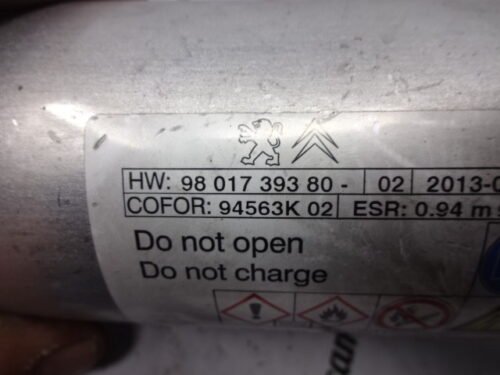 HW: 98 017 393 80 - 02 2013-0
COFOR: 94563K 02 ESR: 0.94 m
Do not open
Do not charge